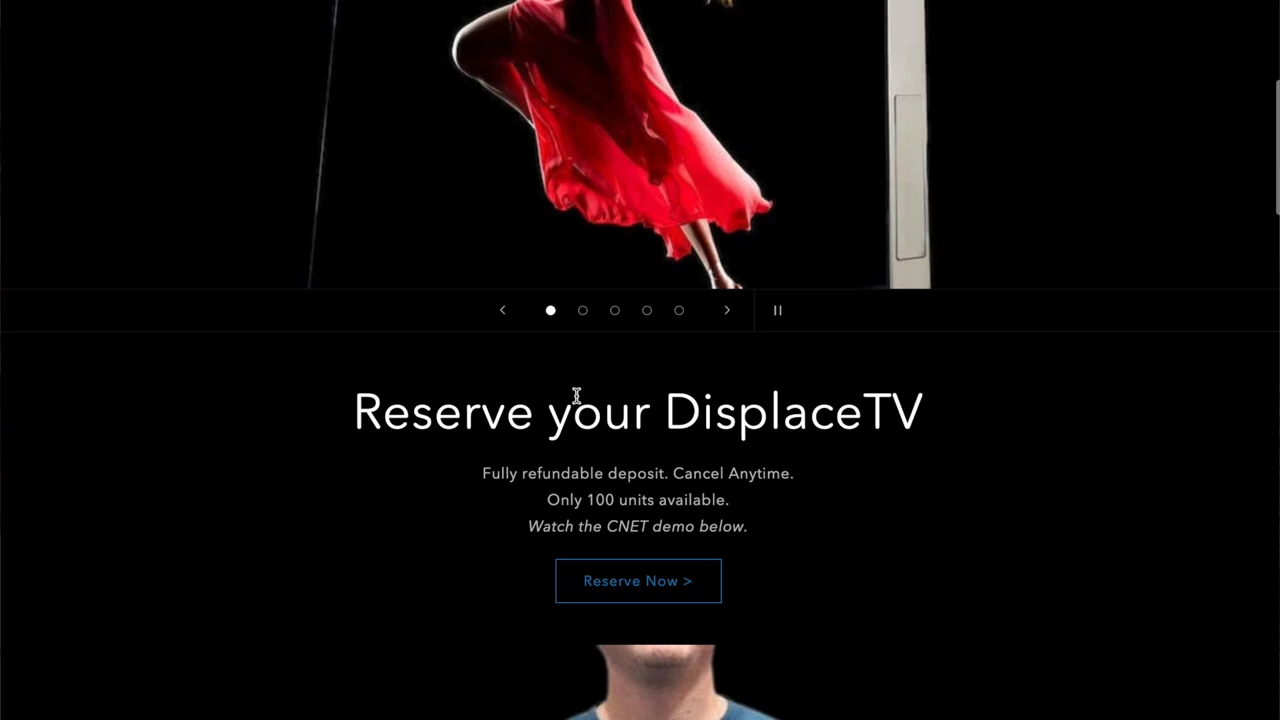 Reserve your DisplaceTV
Fully refundable deposit. Cancel Anytime.
Only 100 units available.
Watch the CNET demo below.
Reserve Now >